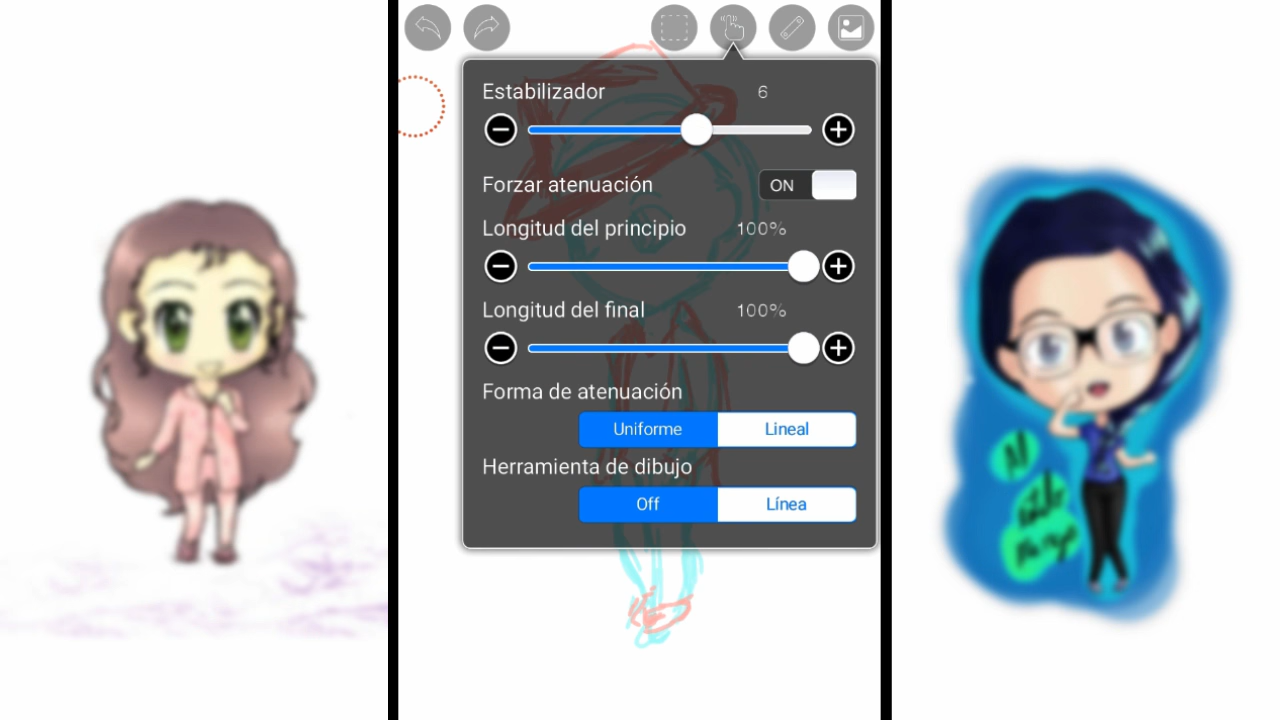 Estabilizador 6
Forzar atenuación ON
Longitud del principio 100%
Longitud del final 100%
Forma de atenuación
Uniforme Lineal
Herramienta de dibujo
Off Línea